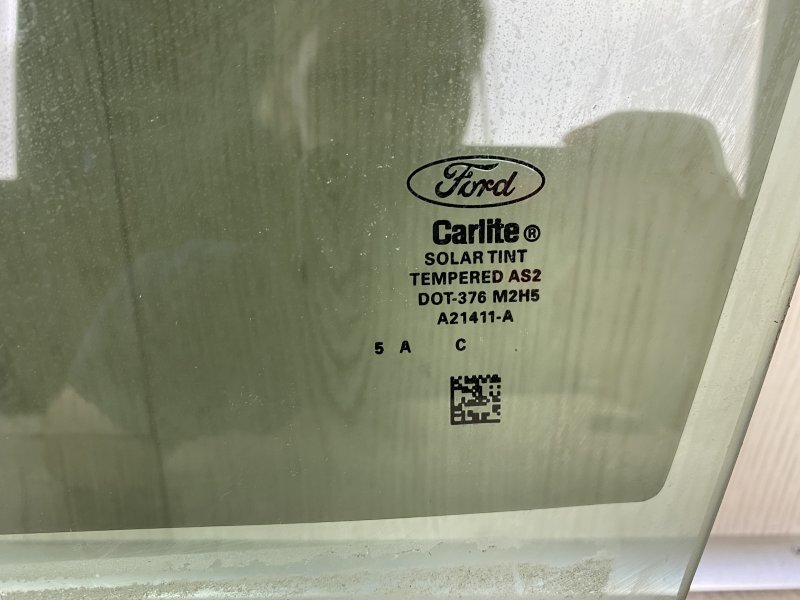 Ford
Carlite®
SOLAR TINT
TEMPERED AS2
DOT-376 M2H5
A21411-A
5 A C